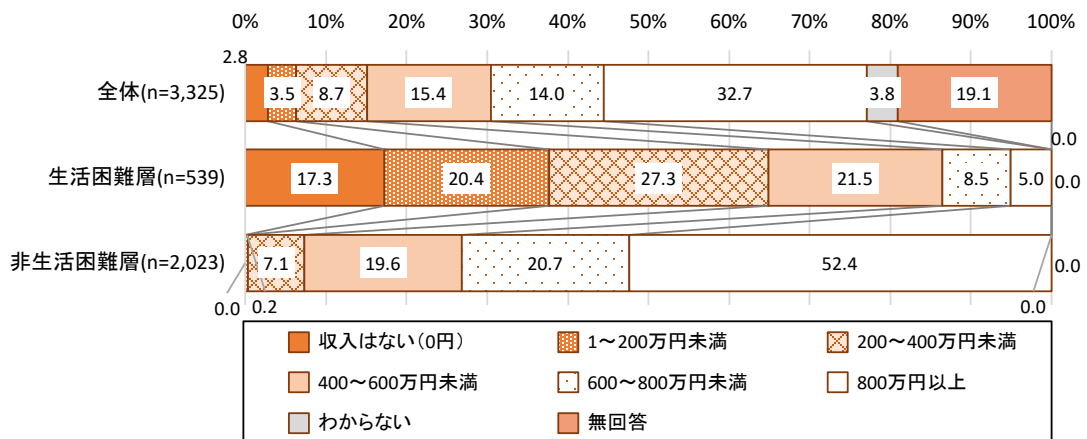 0% 10% 20% 30% 40% 50% 60% 70% 80% 90% 100%
2.8
全体(n=3,325) 3.5 8.7 15.4 14.0 32.7 3.8 19.1
0.0
生活困難層(n=539) 17.3 20.4 27.3 21.5 8.5 5.0 0.0
非生活困難層(n=2,023) 7.1 19.6 20.7 52.4 0.0
0.0 0.2 0.0
収入はない(0円) 1~200万円未満 200~400万円未満
400~600万円未満 600~800万円未満 800万円以上
わからない 無回答